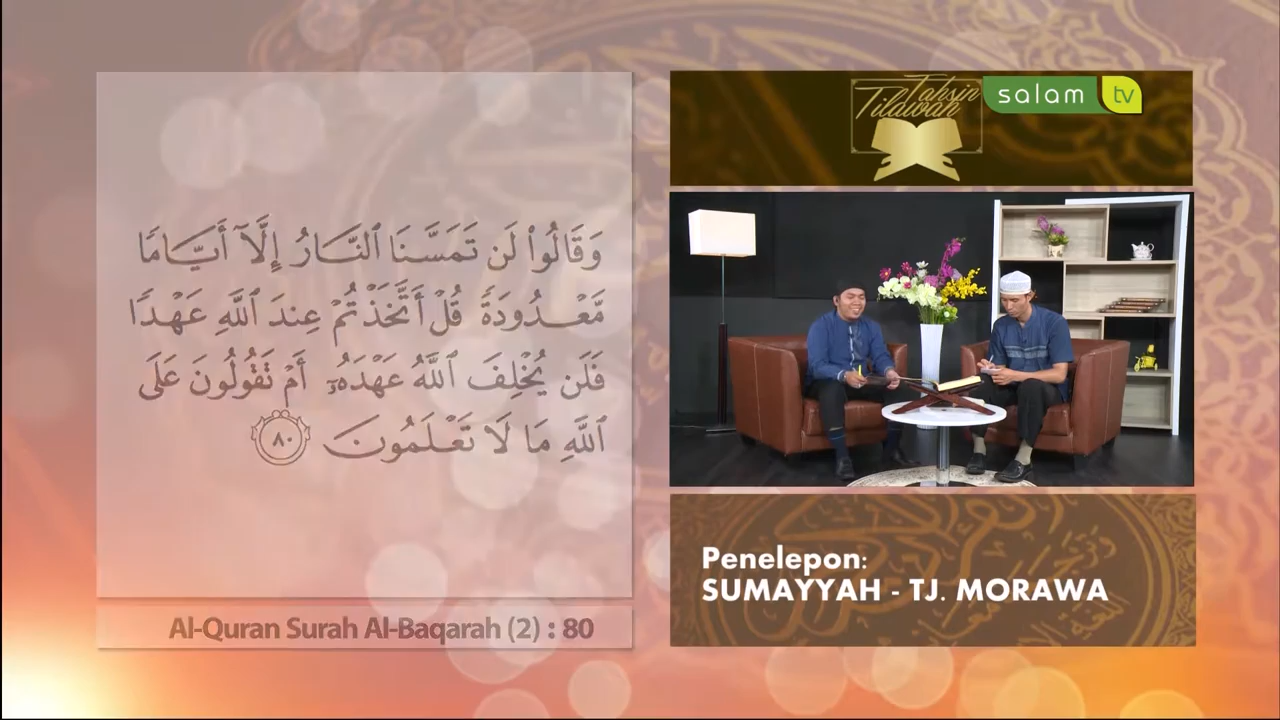 وَقَالُوا۟ لَن تَمَسَّنَا ٱلنَّارُ إِلَّآ أَيَّامًا
مَّعْدُودَةً قُلْ أَتَّخَذْتُمْ عِندَ ٱللَّهِ عَهْدًا
فَلَن يُخْلِفَ ٱللَّهُ عَهْدَهُۥٓ أَمْ تَقُولُونَ عَلَى
ٱللَّهِ مَا لَا تَعْلَمُونَ ٨٠
Al-Quran Surah Al-Baqarah (2) : 80
Tahsin
Tilawah
salam tv
Penelepon:
SUMAYYAH - TJ. MORAWA